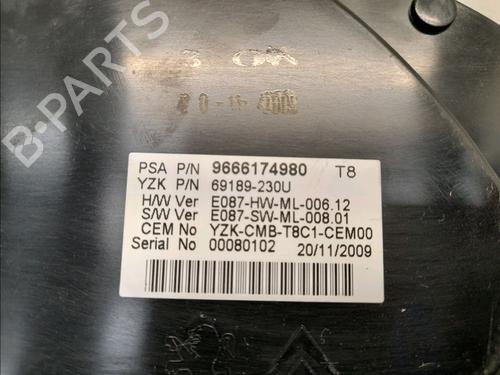 PSA P/N 9666174980 T8
YZK P/N 69189-230U
H/W Ver E087-HW-ML-006.12
S/W Ver E087-SW-ML-008.01
CEM No YZK-CMB-T8C1-CEM00
Serial No 00080102 20/11/2009
B-PARTS